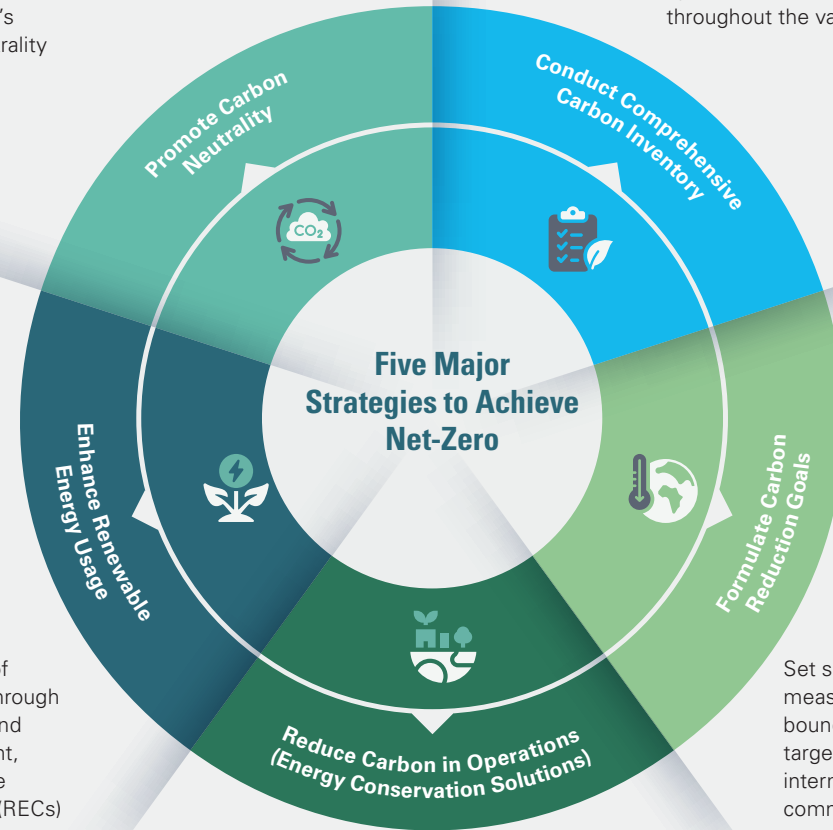 's
rality
throughout the va
Promote Carbon
Neutrality
Conduct Comprehensive
Carbon Inventory
CO₂
Five Major
Strategies to Achieve
Net-Zero
Enhance Renewable
Energy Usage
Formulate Carbon
Reduction Goals
Reduce Carbon in Operations
(Energy Conservation Solutions)
of
hrough
nd
nt,
e
(RECs)
Set s
meas
bound
targe
intern
comm